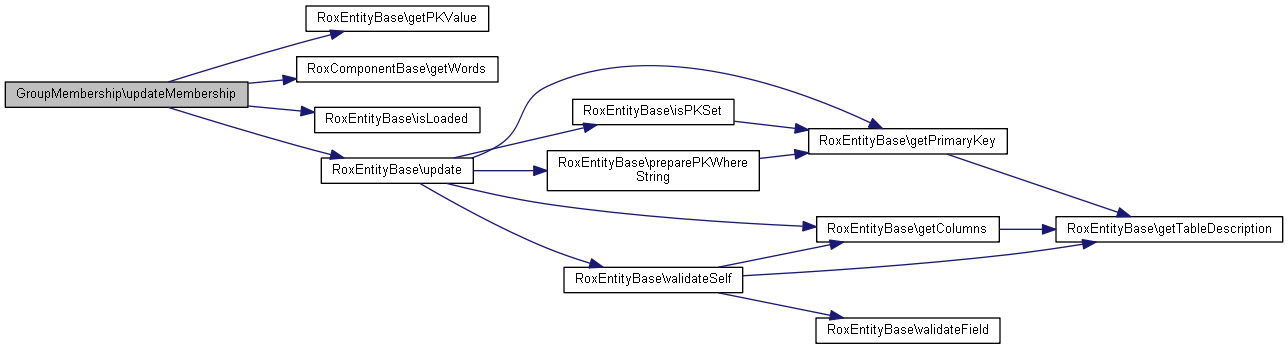 RoxEntityBase\getPKValue
RoxComponentBase\getWords
GroupMembership\updateMembership
RoxEntityBase\isLoaded
RoxEntityBase\update
RoxEntityBase\isPKSet
RoxEntityBase\preparePKWhere
String
RoxEntityBase\getPrimaryKey
RoxEntityBase\getColumns
RoxEntityBase\getTableDescription
RoxEntityBase\validateSelf
RoxEntityBase\validateField